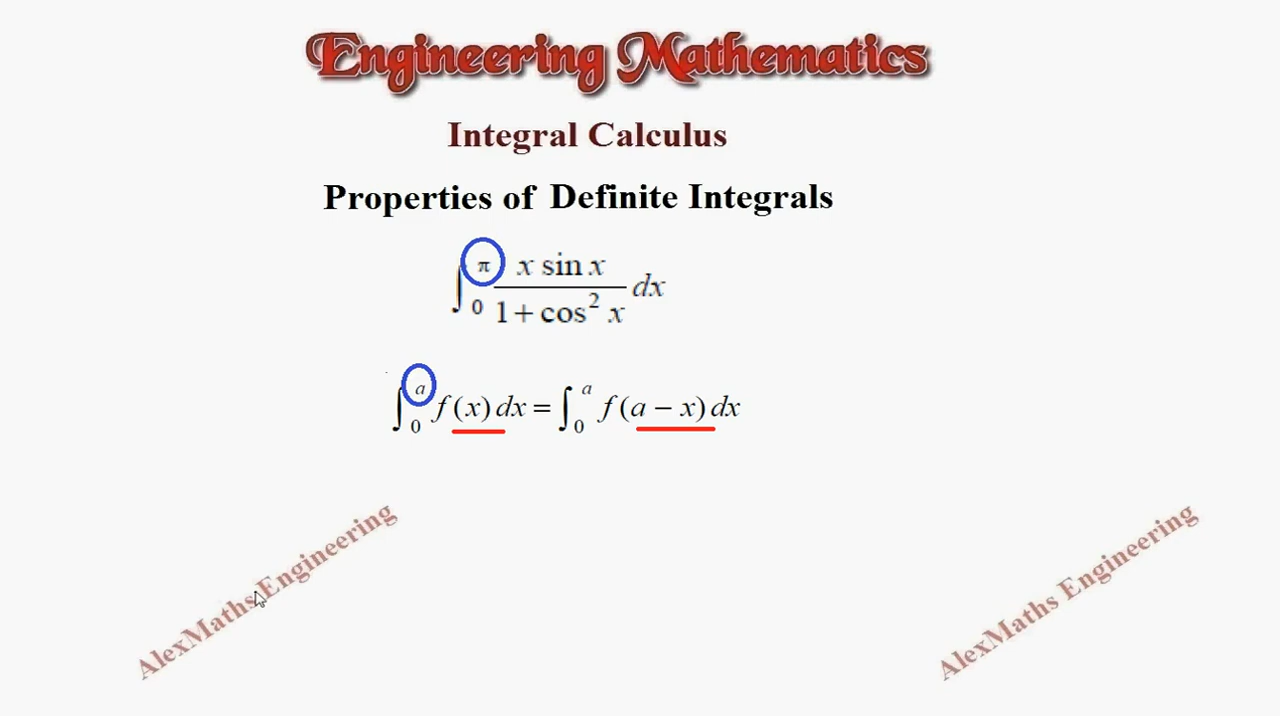 Engineering Mathematics
Integral Calculus
Properties of Definite Integrals
∫₀^π (x sin x)/(1 + cos² x) dx
∫₀^a f(x) dx = ∫₀^a f(a − x) dx
AlexMaths Engineering
AlexMaths Engineering